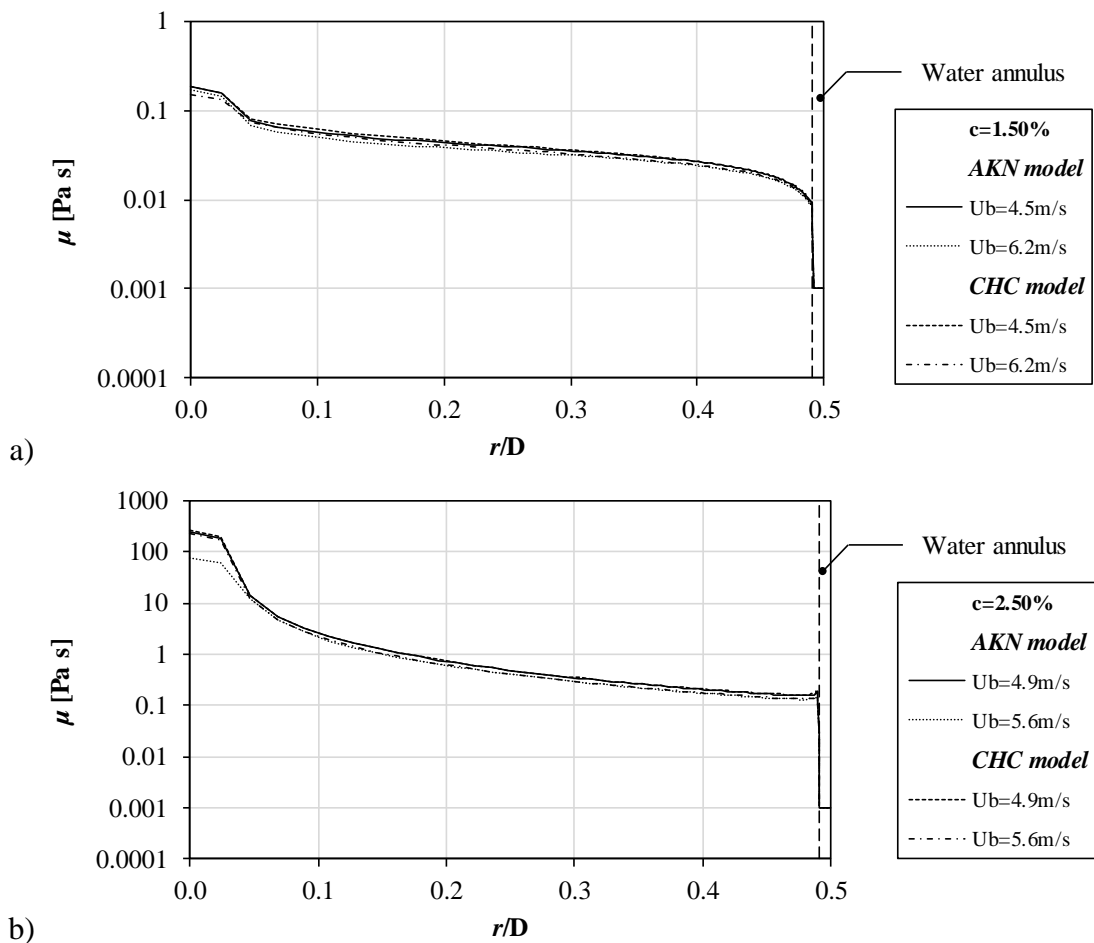 1
0.1
0.01
0.001
0.0001
μ [Pa s]
0.0 0.1 0.2 0.3 0.4 0.5
r/D
a)
Water annulus
c=1.50%
AKN model
Ub=4.5m/s
Ub=6.2m/s
CHC model
Ub=4.5m/s
Ub=6.2m/s
1000
100
10
1
0.1
0.01
0.001
0.0001
μ [Pa s]
0.0 0.1 0.2 0.3 0.4 0.5
r/D
b)
Water annulus
c=2.50%
AKN model
Ub=4.9m/s
Ub=5.6m/s
CHC model
Ub=4.9m/s
Ub=5.6m/s